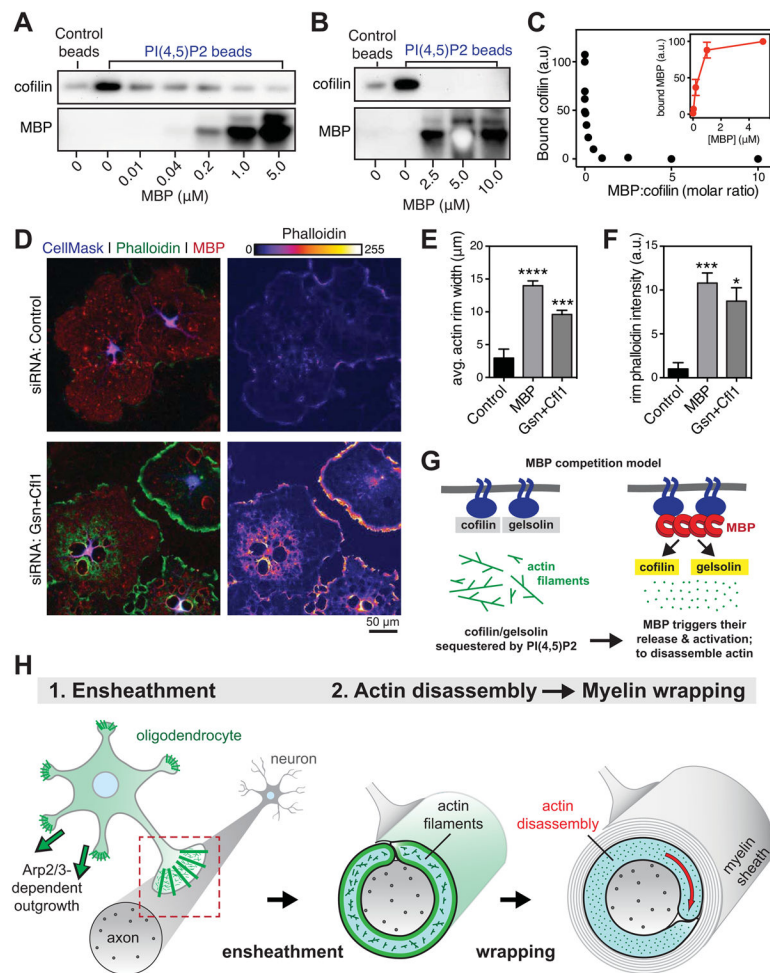 A
Control
beads
PI(4,5)P2 beads
cofilin
MBP
0
0
0.01
0.04
0.2
1.0
5.0
MBP (µM)
B
Control
beads
PI(4,5)P2 beads
cofilin
MBP
0
0
2.5
5.0
10.0
MBP (µM)
C
Bound cofilin (a.u)
100
50
0
0
5
10
MBP:cofilin (molar ratio)
bound MBP (a.u.)
100
50
0
0
2
4
[MBP] (µM)
D
CellMask I Phalloidin I MBP
Phalloidin
0
255
siRNA: Control
siRNA: Gsn+Cfl1
50 µm
E
avg. actin rim width (µm)
20
15
10
5
0
****
***
Control
MBP
Gsn+Cfl1
F
rim phalloidin intensity (a.u.)
15
10
5
0
***
*
Control
MBP
Gsn+Cfl1
G
MBP competition model
cofilin
gelsolin
MBP
cofilin
gelsolin
actin
filaments
cofilin/gelsolin
sequestered by PI(4,5)P2
MBP triggers their
release & activation;
to disassemble actin
H
1. Ensheathment
2. Actin disassembly → Myelin wrapping
oligodendrocyte
neuron
Arp2/3-
dependent
outgrowth
axon
ensheathment
actin
filaments
wrapping
actin
disassembly
myelin
sheath